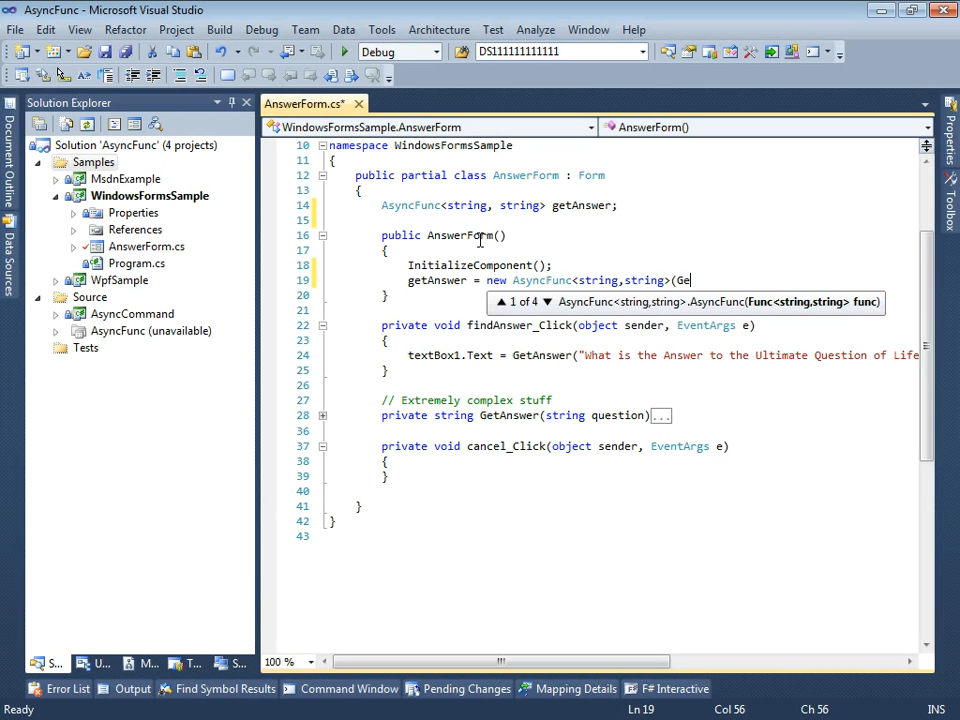 AsyncFunc - Microsoft Visual Studio
File Edit View Refactor Project Build Debug Team Data Tools Architecture Test Analyze Window Help
Debug DS111111111111
Document Outline
Data Sources
Solution Explorer
Solution 'AsyncFunc' (4 projects)
Samples
MsdnExample
WindowsFormsSample
Properties
References
AnswerForm.cs
Program.cs
WpfSample
Source
AsyncCommand
AsyncFunc (unavailable)
Tests
S... U... M... T... S...
AnswerForm.cs*
WindowsFormsSample.AnswerForm AnswerForm()
10 namespace WindowsFormsSample
11 {
12 public partial class AnswerForm : Form
13 {
14 AsyncFunc<string, string> getAnswer;
15
16 public AnswerForm()
17 {
18 InitializeComponent();
19 getAnswer = new AsyncFunc<string,string>(Ge
1 of 4 AsyncFunc<string,string>.AsyncFunc(Func<string,string> func)
20 }
21
22 private void findAnswer_Click(object sender, EventArgs e)
23 {
24 textBox1.Text = GetAnswer("What is the Answer to the Ultimate Question of Life
25 }
26
27 // Extremely complex stuff
28 private string GetAnswer(string question)...
36
37 private void cancel_Click(object sender, EventArgs e)
38 {
39 }
40
41 }
42 }
43
100 %
Properties
Toolbox
Error List Output Find Symbol Results Command Window Pending Changes Mapping Details F# Interactive
Ready Ln 19 Col 56 Ch 56 INS